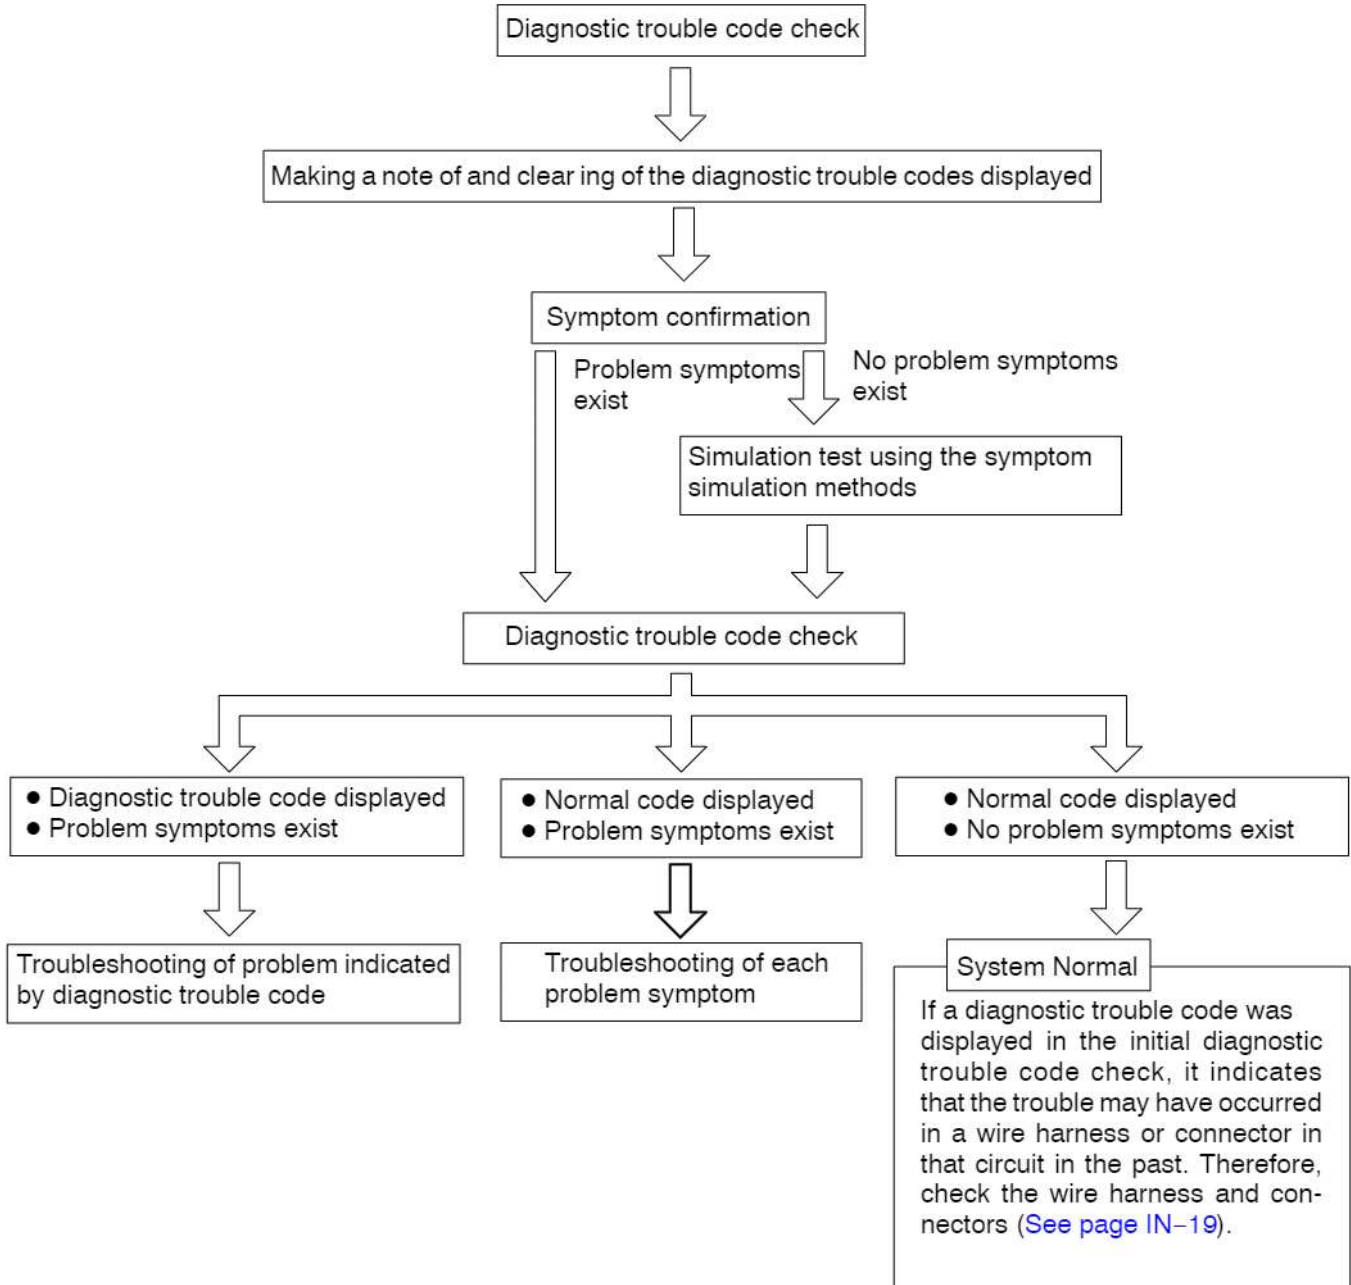 Diagnostic trouble code check
Making a note of and clear ing of the diagnostic trouble codes displayed
Symptom confirmation
Problem symptoms
exist
No problem symptoms
exist
Simulation test using the symptom
simulation methods
Diagnostic trouble code check
● Diagnostic trouble code displayed
● Problem symptoms exist
● Normal code displayed
● Problem symptoms exist
● Normal code displayed
● No problem symptoms exist
Troubleshooting of problem indicated
by diagnostic trouble code
Troubleshooting of each
problem symptom
System Normal
If a diagnostic trouble code was
displayed in the initial diagnostic
trouble code check, it indicates
that the trouble may have occurred
in a wire harness or connector in
that circuit in the past. Therefore,
check the wire harness and con-
nectors (See page IN–19).